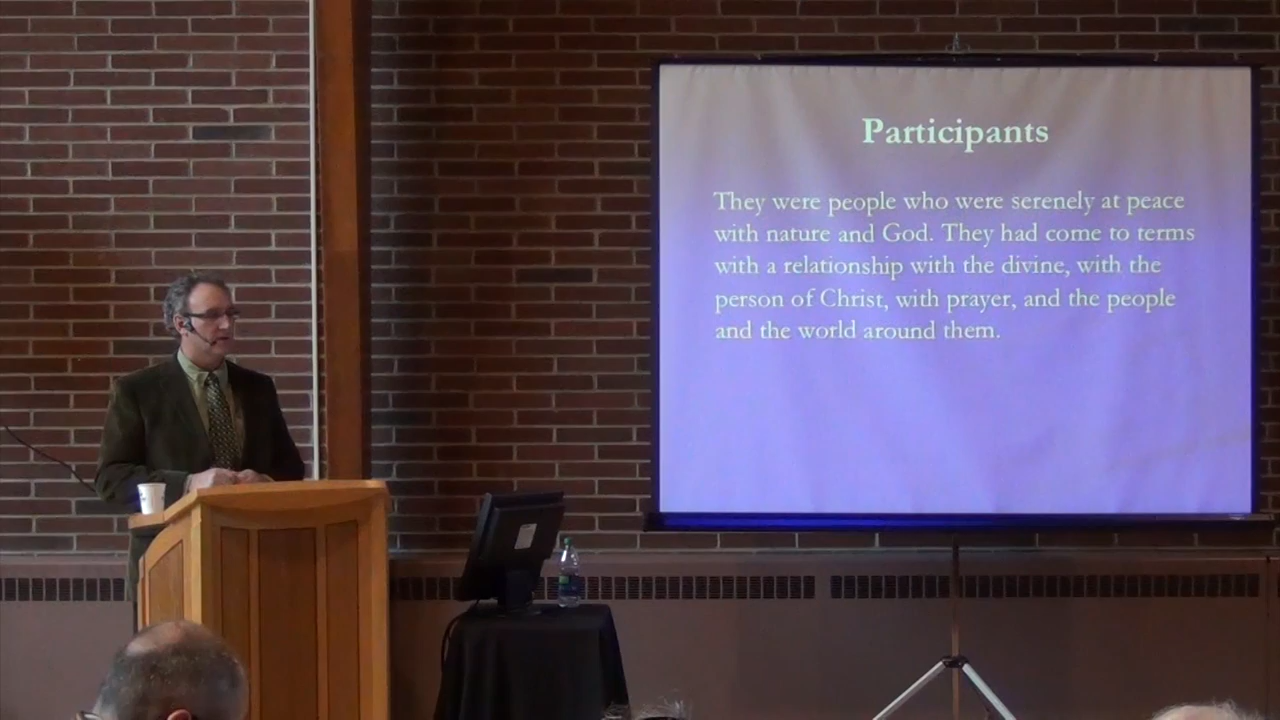 Participants
They were people who were serenely at peace
with nature and God. They had come to terms
with a relationship with the divine, with the
person of Christ, with prayer, and the people
and the world around them.